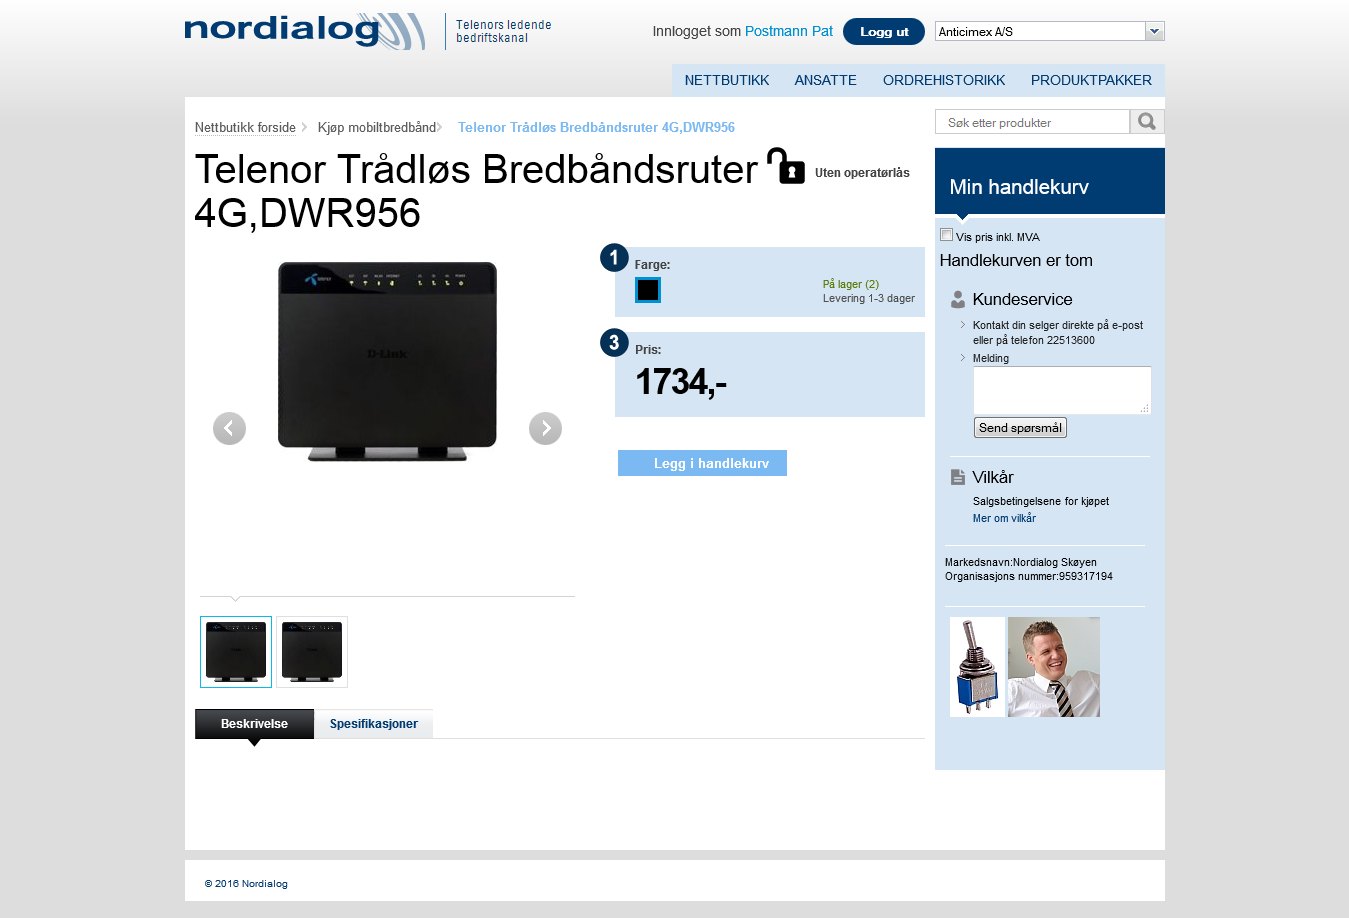 nordialog
Telenors ledende
bedriftskanal
Innlogget som Postmann Pat
Logg ut
Anticimex A/S
NETTBUTIKK
ANSATTE
ORDREHISTORIKK
PRODUKTPAKKER
Nettbutikk forside
Kjøp mobiltbredbånd
Telenor Trådløs Bredbåndsruter 4G,DWR956
Søk etter produkter
Telenor Trådløs Bredbåndsruter
4G,DWR956
Uten operatørlås
D-Link
1
Farge:
På lager (2)
Levering 1-3 dager
3
Pris:
1734,-
Legg i handlekurv
Beskrivelse
Spesifikasjoner
Min handlekurv
Vis pris inkl. MVA
Handlekurven er tom
Kundeservice
Kontakt din selger direkte på e-post
eller på telefon 22513600
Melding
Send spørsmål
Vilkår
Salgsbetingelsene for kjøpet
Mer om vilkår
Markedsnavn:Nordialog Skøyen
Organisasjons nummer:959317194
© 2016 Nordialog